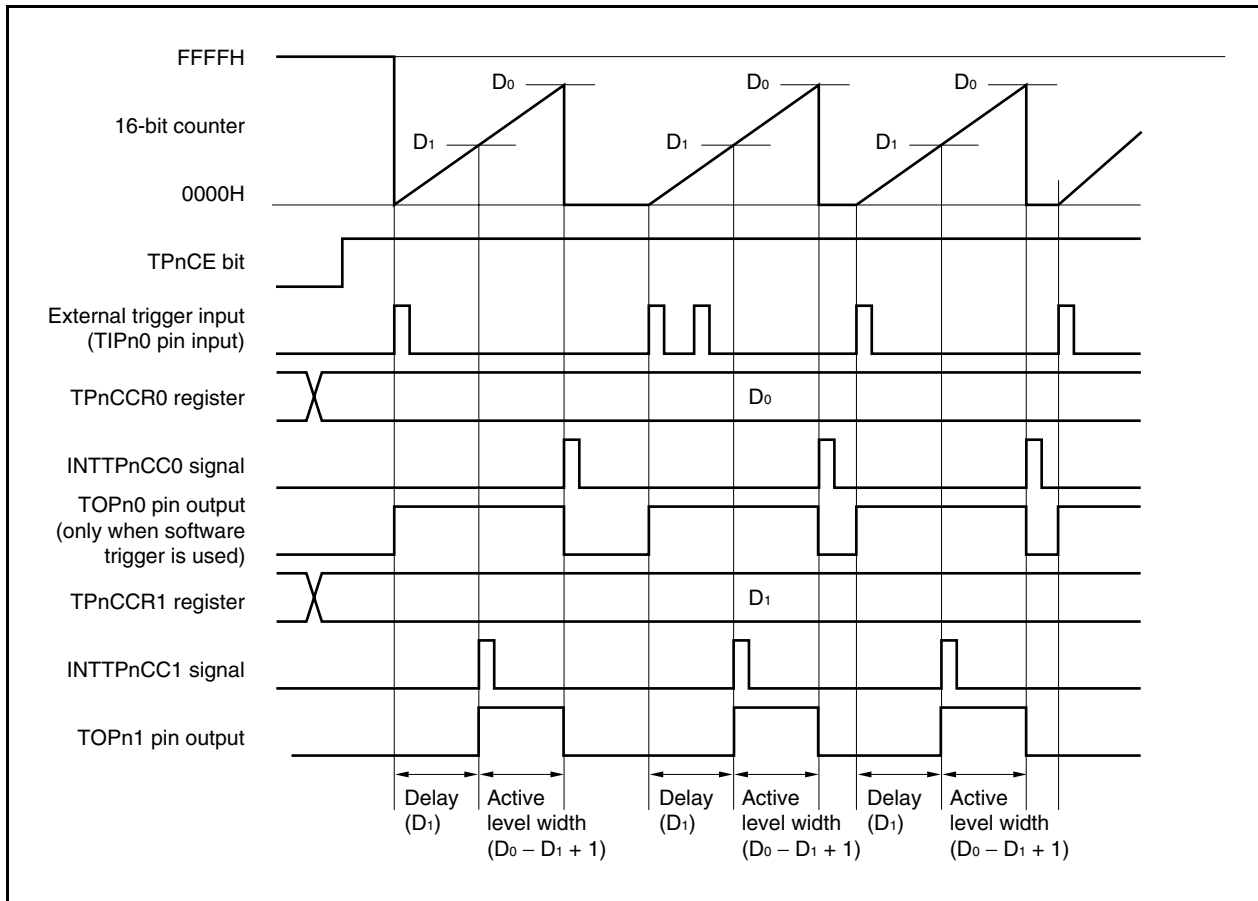 FFFFH
D0
D0
D0
16-bit counter
D1
D1
D1
0000H
TPnCE bit
External trigger input
(TIPn0 pin input)
TPnCCR0 register
D0
INTTPnCC0 signal
TOPn0 pin output
(only when software
trigger is used)
TPnCCR1 register
D1
INTTPnCC1 signal
TOPn1 pin output
Delay
(D1)
Active
level width
(D0 − D1 + 1)
Delay
(D1)
Active
level width
(D0 − D1 + 1)
Delay
(D1)
Active
level width
(D0 − D1 + 1)